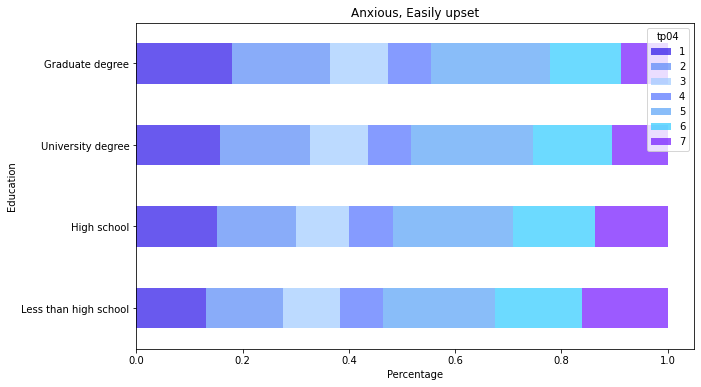 Anxious, Easily upset
tp04
1
2
3
4
5
6
7
Education
Graduate degree
University degree
High school
Less than high school
0.0 0.2 0.4 0.6 0.8 1.0
Percentage